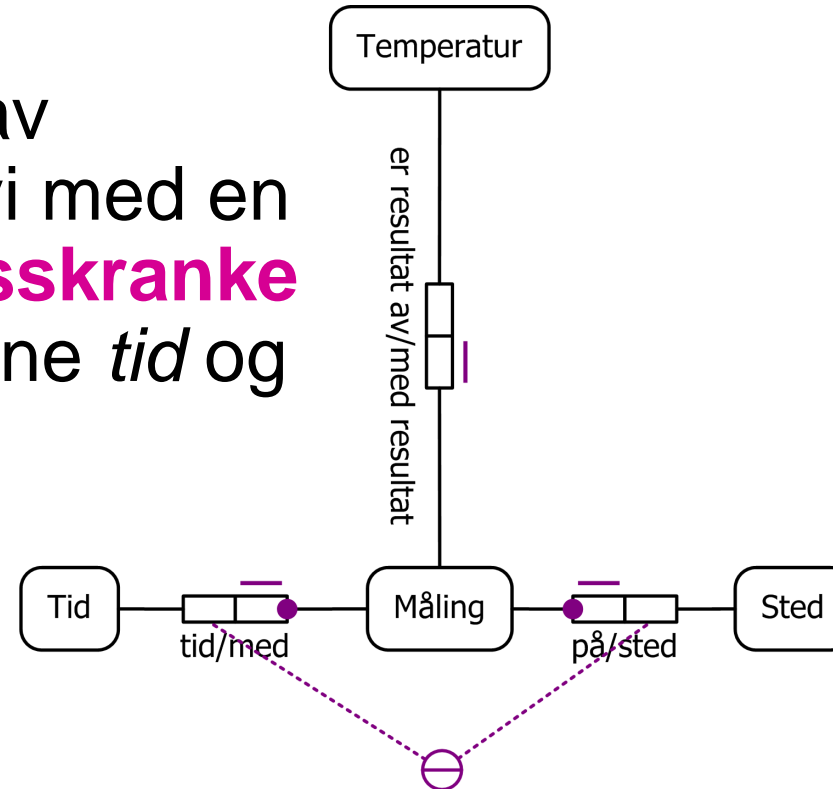 av
vi med en
sskranke
ne tid og
Temperatur
er resultat av/med resultat
Tid
tid/med
Måling
på/sted
Sted